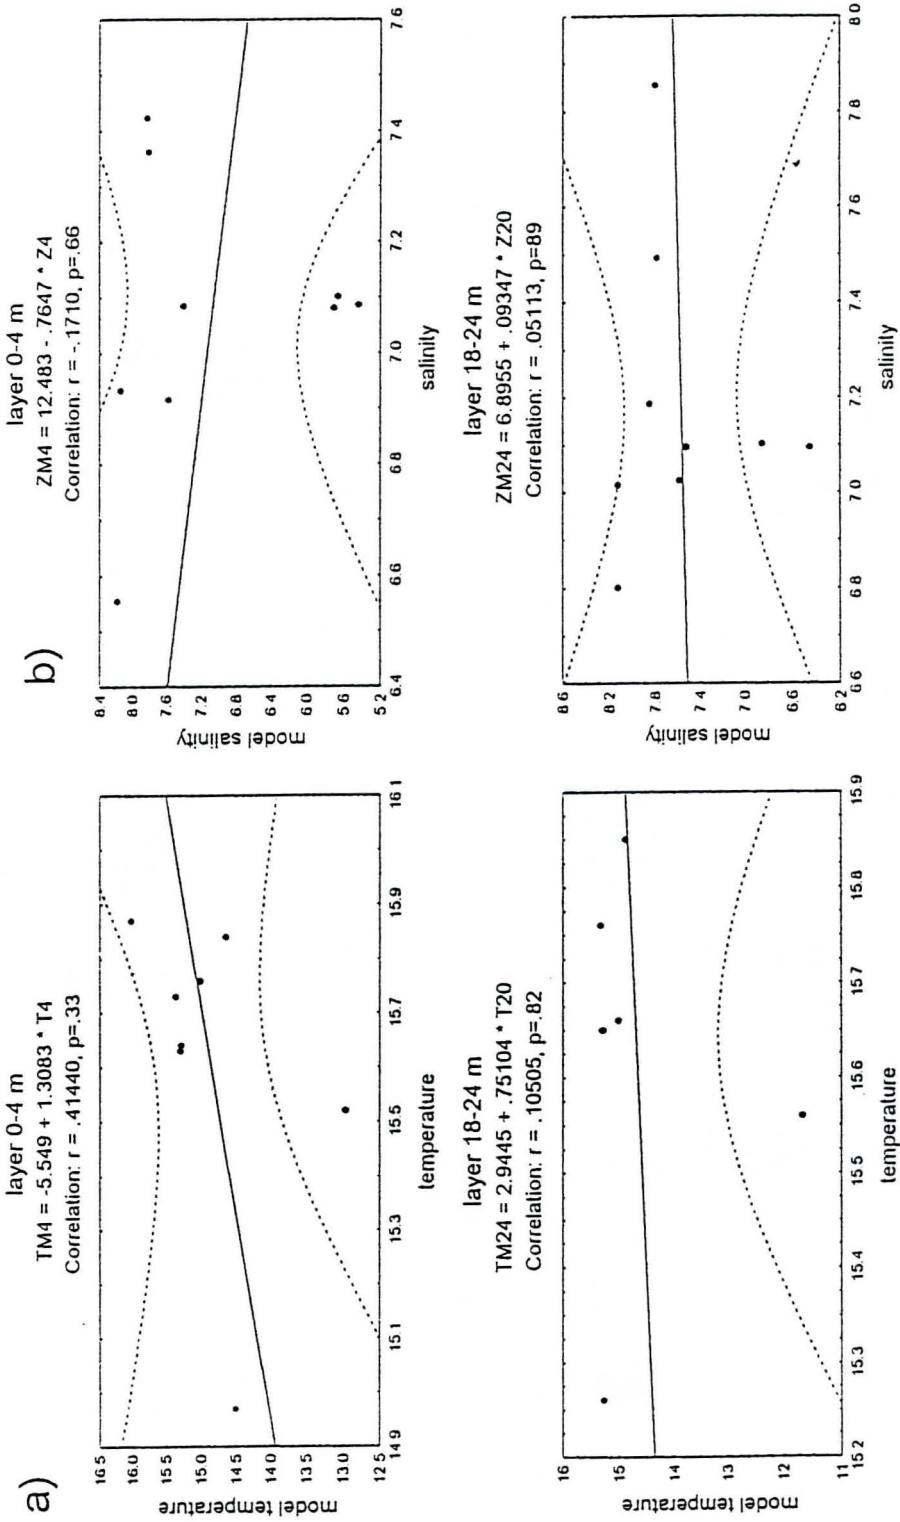 a)
layer 0-4 m
TM4 = -5.549 + 1.3083 * T4
Correlation: r = .41440, p=.33
model temperature
16.5
16.0
15.5
15.0
14.5
14.0
13.5
13.0
12.5
14.9 15.1 15.3 15.5 15.7 15.9 16.1
temperature
layer 18-24 m
TM24 = 2.9445 + .75104 * T20
Correlation: r = .10505, p=.82
model temperature
16
15
14
13
12
11
15.2 15.3 15.4 15.5 15.6 15.7 15.8 15.9
temperature
b)
layer 0-4 m
ZM4 = 12.483 - .7647 * Z4
Correlation: r = -.1710, p=.66
model salinity
8.4
8.0
7.6
7.2
6.8
6.4
6.0
5.6
5.2
6.4 6.6 6.8 7.0 7.2 7.4 7.6
salinity
layer 18-24 m
ZM24 = 6.8955 + .09347 * Z20
Correlation: r = .05113, p=89
model salinity
8.6
8.2
7.8
7.4
7.0
6.6
6.2
6.6 6.8 7.0 7.2 7.4 7.6 7.8 8.0
salinity